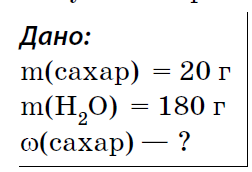 Дано:
m(сахар) = 20 г
m(H₂O) = 180 г
ω(сахар) — ?